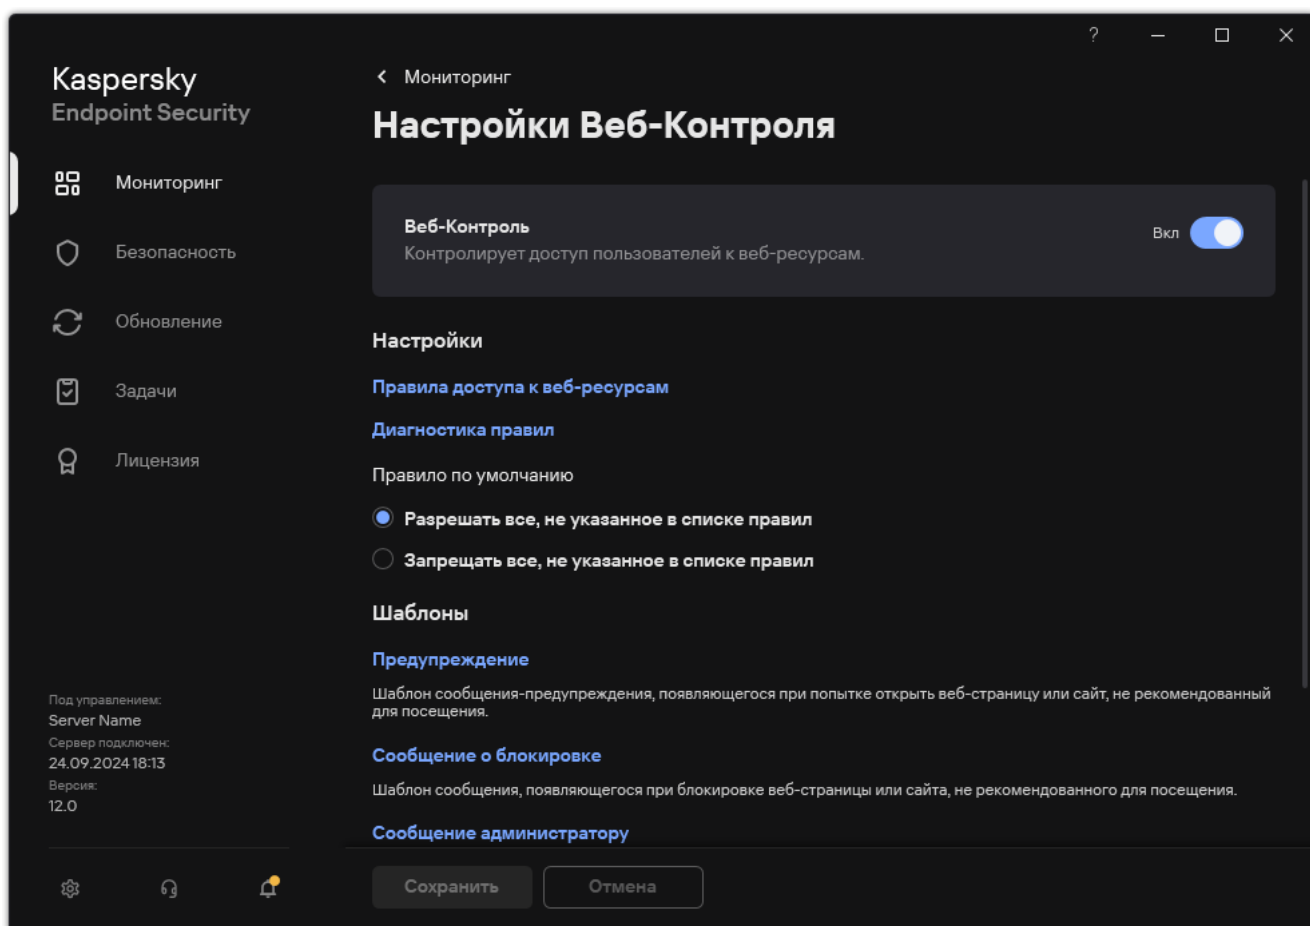 ?
Kaspersky
Endpoint Security
Мониторинг
Безопасность
Обновление
Задачи
Лицензия
Под управлением:
Server Name
Сервер подключен:
24.09.2024 18:13
Версия:
12.0
Мониторинг
Настройки Веб-Контроля
Веб-Контроль
Контролирует доступ пользователей к веб-ресурсам.
Вкл
Настройки
Правила доступа к веб-ресурсам
Диагностика правил
Правило по умолчанию
Разрешать все, не указанное в списке правил
Запрещать все, не указанное в списке правил
Шаблоны
Предупреждение
Шаблон сообщения-предупреждения, появляющегося при попытке открыть веб-страницу или сайт, не рекомендованный
для посещения.
Сообщение о блокировке
Шаблон сообщения, появляющегося при блокировке веб-страницы или сайта, не рекомендованного для посещения.
Сообщение администратору
Сохранить
Отмена